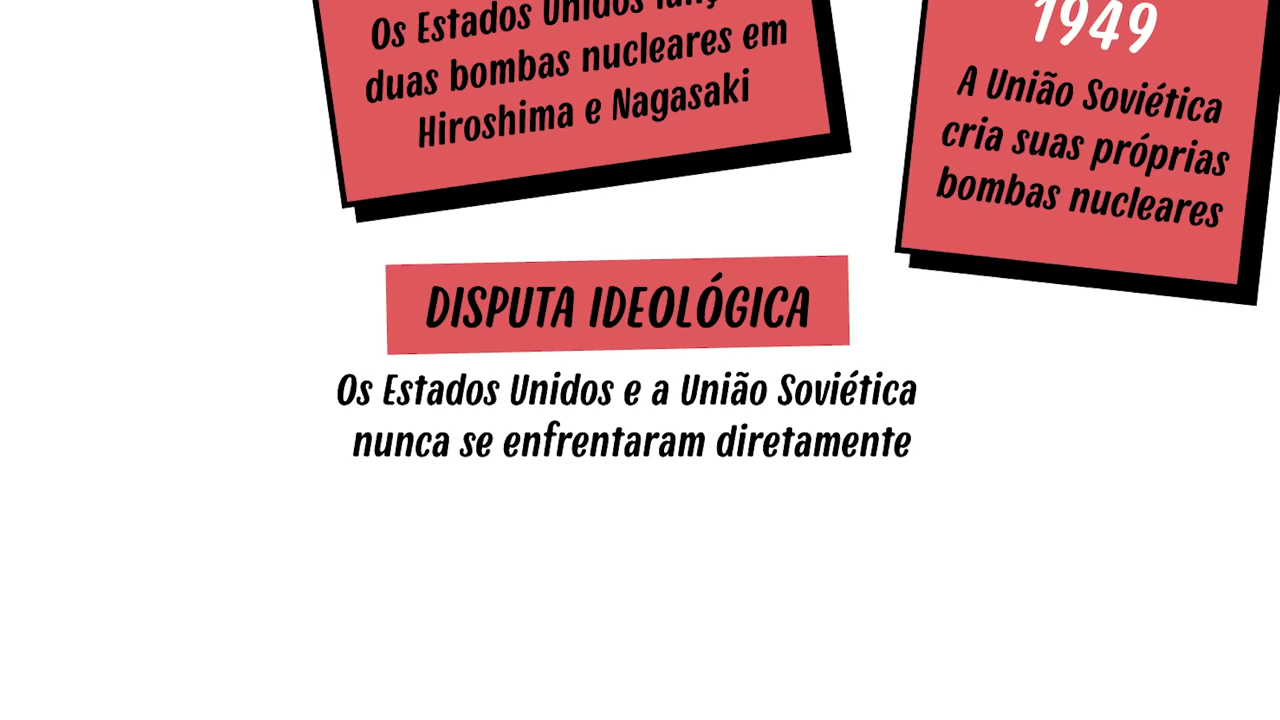 Os Estados Unidos
duas bombas nucleares em
Hiroshima e Nagasaki
1949
A União Soviética
cria suas próprias
bombas nucleares
DISPUTA IDEOLÓGICA
Os Estados Unidos e a União Soviética
nunca se enfrentaram diretamente